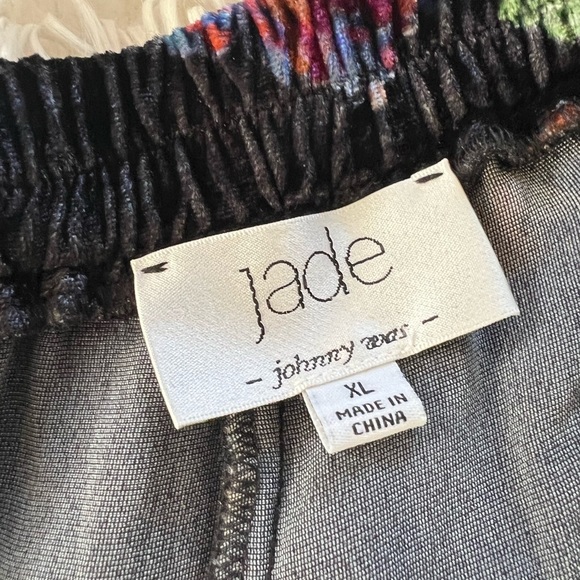 Jade
- johnny was -
XL
MADE IN
CHINA